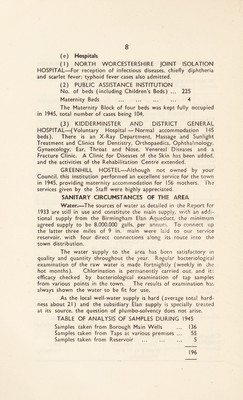 8
(e) Hospitals
(1) NORTH WORCESTERSHIRE JOINT ISOLATION
HOSPITAL.—For reception of infectious diseases, chiefly diphtheria
and scarlet fever; typhoid fever cases also admitted.
(2) PUBLIC ASSISTANCE INSTITUTION
No. of beds (including Children's Beds) ... 225
Maternity Beds ... ... ... ... 4
The Maternity Block of four beds was kept fully occupied
in 1945, total number of cases being 104.
(3) KIDDERMINSTER AND DISTRICT GENERAL
HOSPITAL—(Voluntary Hospital — Normal accommodation 145
beds). There is an X-Ray Department, Massage and Sunlight
Treatment and Clinics for Dentistry, Orthopaedics, Ophthalmology,
Gynaecology, Ear, Throat and Nose, Venereal Diseases and a
Fracture Clinic. A Clinic for Diseases of the Skin has been added,
and the activities of the Rehabilitation Centre extended.
GREENHILL HOSTEL—Although not owned by your
Council, this institution performed an excellent service for the town
in 1945, providing maternity accommodation for 156 mothers. The
services given by the Staff were highly appreciated.
SANITARY CIRCUMSTANCES OF THE AREA
Water.—The sources of water as detailed in the Report for
1933 are still in use and constitute the main supply, with an addi-
tional supply from the Birmingham Elan Aqueduct, the minimum
agreed supply to be 8,000,000 galls. per annum. To connect up
the latter three miles of 9 in. main were laid to our service
reservoir, with four direct connections along its route into the
town distribution.
The water supply to the area has been satisfactory in
quality and quantity throughout the year. Regular bacteriological
examination of the raw water is made fortnightly (weekly in the
hot months). Chlorination is permanently carried out, and its
efficacy checked by bacteriological examination of tap samples
from various points in the town. The results of examination has
always shown the water to be fit for use.
As the local well-water supply is hard (average total hard-
ness about 21) and the subsidiary Elan supply is specially treated
at its source, the question of plumbo-solvency does not arise.
TABLE OF ANALYSIS OF SAMPLES DURING 1945
Samples taken from Borough Main Wells ... 136
Samples taken from Taps at various premises ... 55
Samples taken from Reservoir ... ... ... 5
196